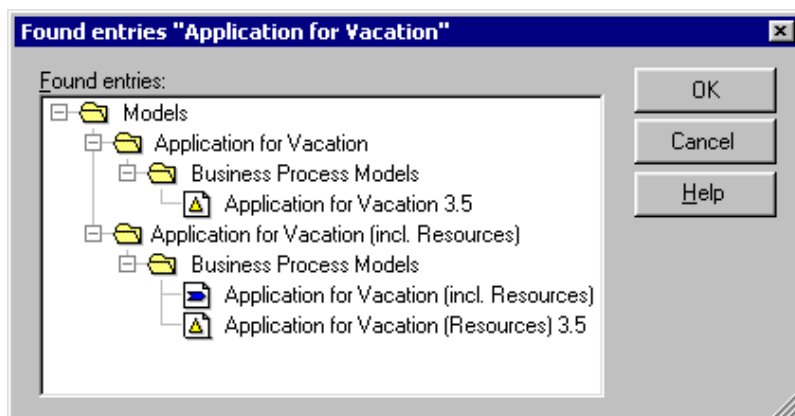 Found entries "Application for Vacation"
Found entries:
OK
Models
Application for Vacation
Cancel
Business Process Models
Application for Vacation 3.5
Help
Application for Vacation (incl. Resources)
Business Process Models
Application for Vacation (incl. Resources)
Application for Vacation (Resources) 3.5